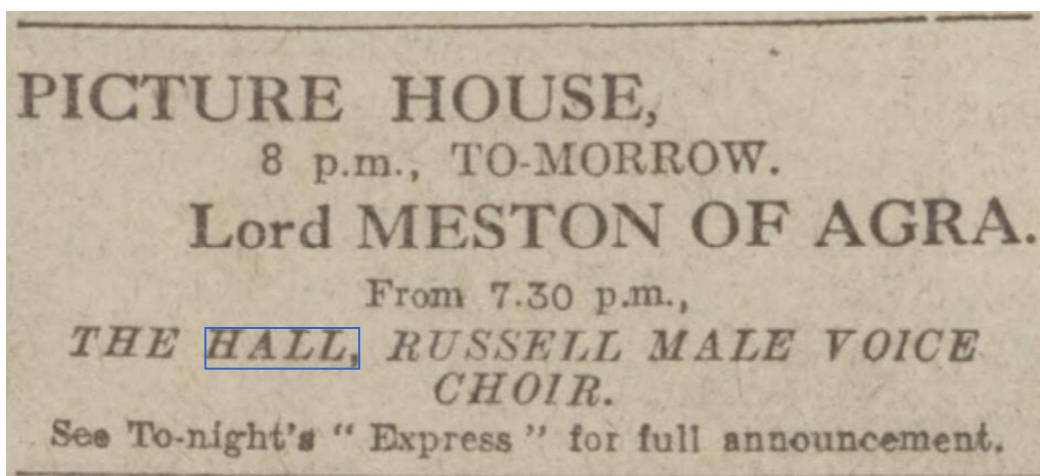 PICTURE HOUSE,
8 p.m., TO-MORROW.
Lord MESTON OF AGRA.
From 7.30 p.m.,
THE HALL, RUSSELL MALE VOICE
CHOIR.
See To-night's " Express " for full announcement.